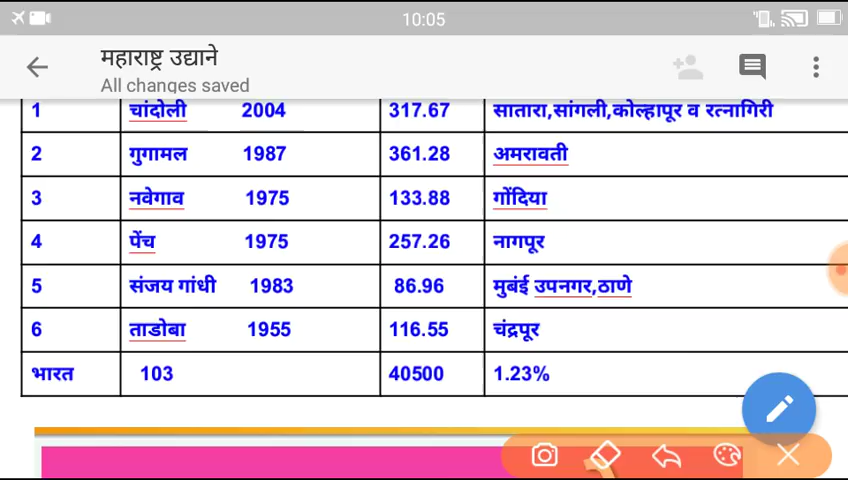 10:05
महाराष्ट्र उद्याने
All changes saved
1 चांदोली 2004 317.67 सातारा,सांगली,कोल्हापूर व रत्नागिरी
2 गुगामल 1987 361.28 अमरावती
3 नवेगाव 1975 133.88 गोंदिया
4 पेंच 1975 257.26 नागपूर
5 संजय गांधी 1983 86.96 मुबंई उपनगर,ठाणे
6 ताडोबा 1955 116.55 चंद्रपूर
भारत 103 40500 1.23%